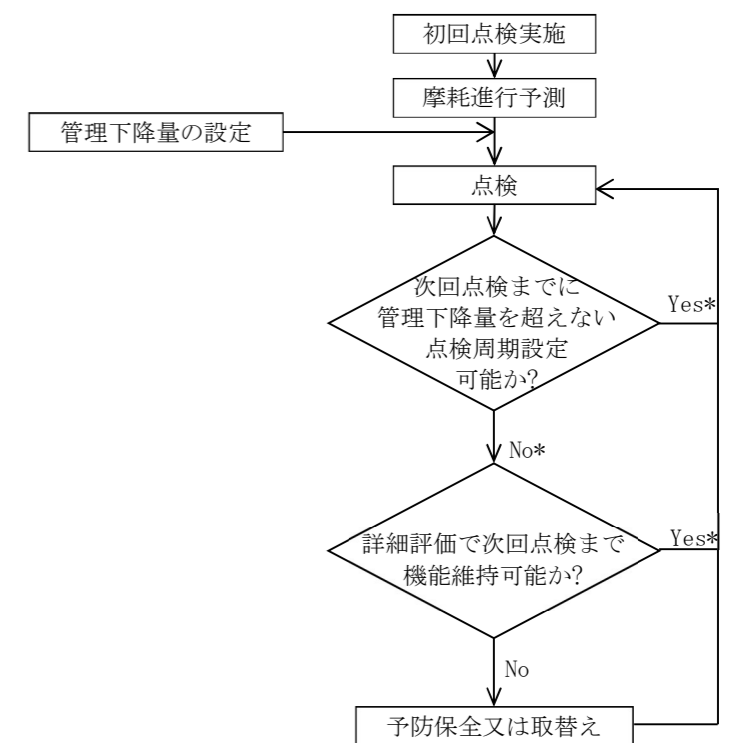 初回点検実施
摩耗進行予測
管理下降量の設定
点検
次回点検までに
管理下降量を超えない
点検周期設定
可能か?
Yes*
No*
詳細評価で次回点検まで
機能維持可能か?
Yes*
No
予防保全又は取替え